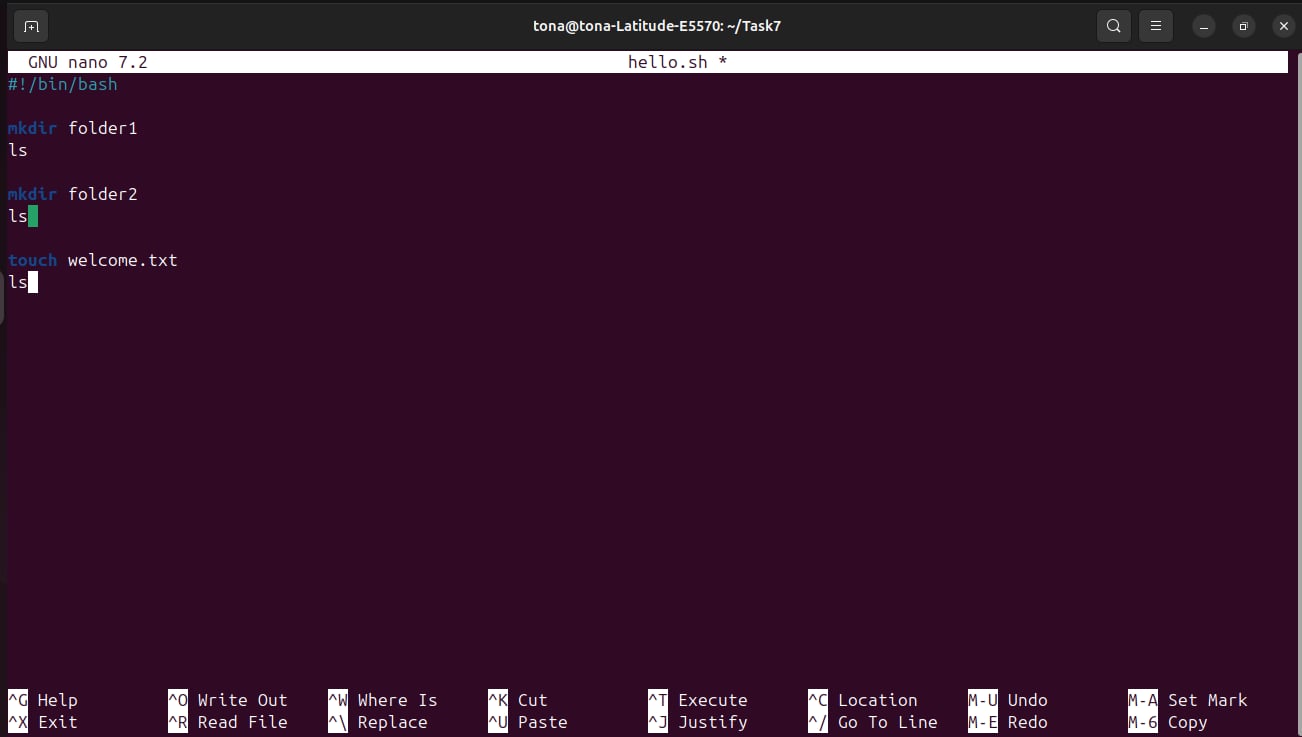 tona@tona-Latitude-E5570: ~/Task7
GNU nano 7.2 hello.sh *
#!/bin/bash
mkdir folder1
ls
mkdir folder2
ls
touch welcome.txt
ls
^G Help ^O Write Out ^W Where Is ^K Cut ^T Execute ^C Location M-U Undo M-A Set Mark
^X Exit ^R Read File ^\ Replace ^U Paste ^J Justify ^/ Go To Line M-E Redo M-6 Copy